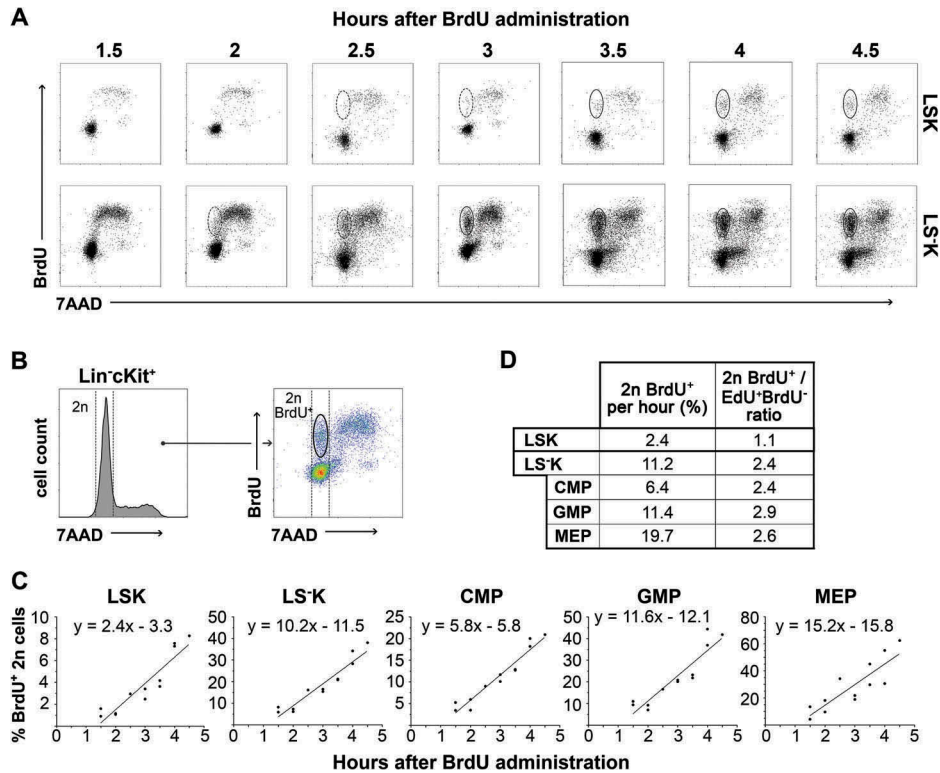 A
Hours after BrdU administration
1.5 2 2.5 3 3.5 4 4.5
LSK
LS-K
BrdU
7AAD
B
Lin-cKit+
2n
cell count
7AAD
2n
BrdU+
BrdU
7AAD
D
2n BrdU+ per hour (%)
2n BrdU+ / EdU+BrdU- ratio
LSK 2.4 1.1
LS-K 11.2 2.4
CMP 6.4 2.4
GMP 11.4 2.9
MEP 19.7 2.6
C
% BrdU+ 2n cells
LSK
y = 2.4x - 3.3
10
8
6
4
2
0 1 2 3 4 5
LS-K
y = 10.2x - 11.5
50
40
30
20
10
0 1 2 3 4 5
CMP
y = 5.8x - 5.8
25
20
15
10
5
0 1 2 3 4 5
GMP
y = 11.6x - 12.1
50
40
30
20
10
0 1 2 3 4 5
MEP
y = 15.2x - 15.8
80
60
40
20
0 1 2 3 4 5
Hours after BrdU administration